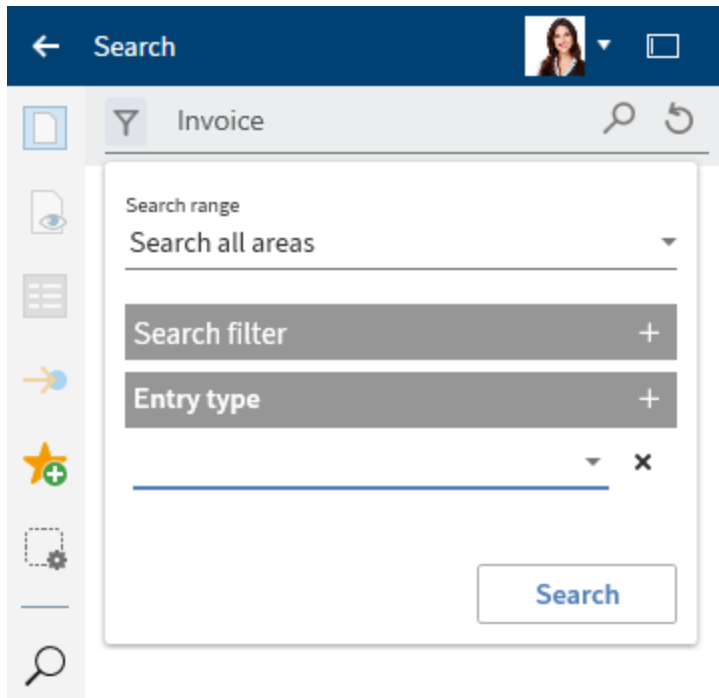 Search
Invoice
Search range
Search all areas
Search filter
Entry type
Search